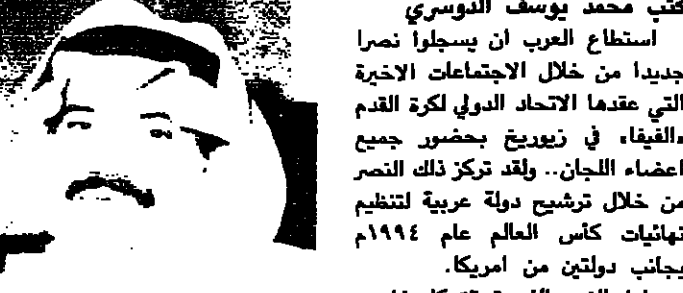 كتب محمد يوسف الدوسري
استطاع العرب ان يسجلوا نصرا
جديدا من خلال الاجتماعات الاخيرة
التي عقدها الاتحاد الدولي لكرة القدم
«الفيفا» في زيوريخ بحضور جميع
اعضاء اللجان.. ولقد تركز ذلك النصر
من خلال ترشيح دولة عربية لتنظيم
نهائيات كأس العالم عام ١٩٩٤م
بجانب دولتين من امريكا.